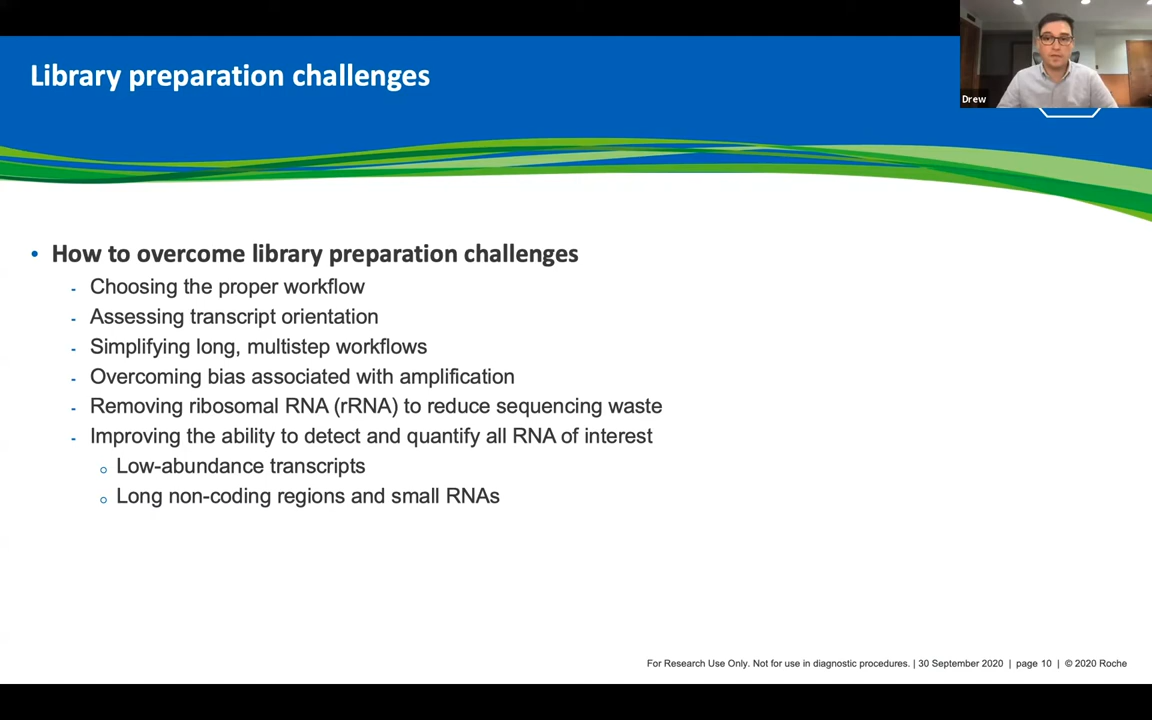 Library preparation challenges
Drew
• How to overcome library preparation challenges
- Choosing the proper workflow
- Assessing transcript orientation
- Simplifying long, multistep workflows
- Overcoming bias associated with amplification
- Removing ribosomal RNA (rRNA) to reduce sequencing waste
- Improving the ability to detect and quantify all RNA of interest
○ Low-abundance transcripts
○ Long non-coding regions and small RNAs
For Research Use Only. Not for use in diagnostic procedures. | 30 September 2020 | page 10 | © 2020 Roche